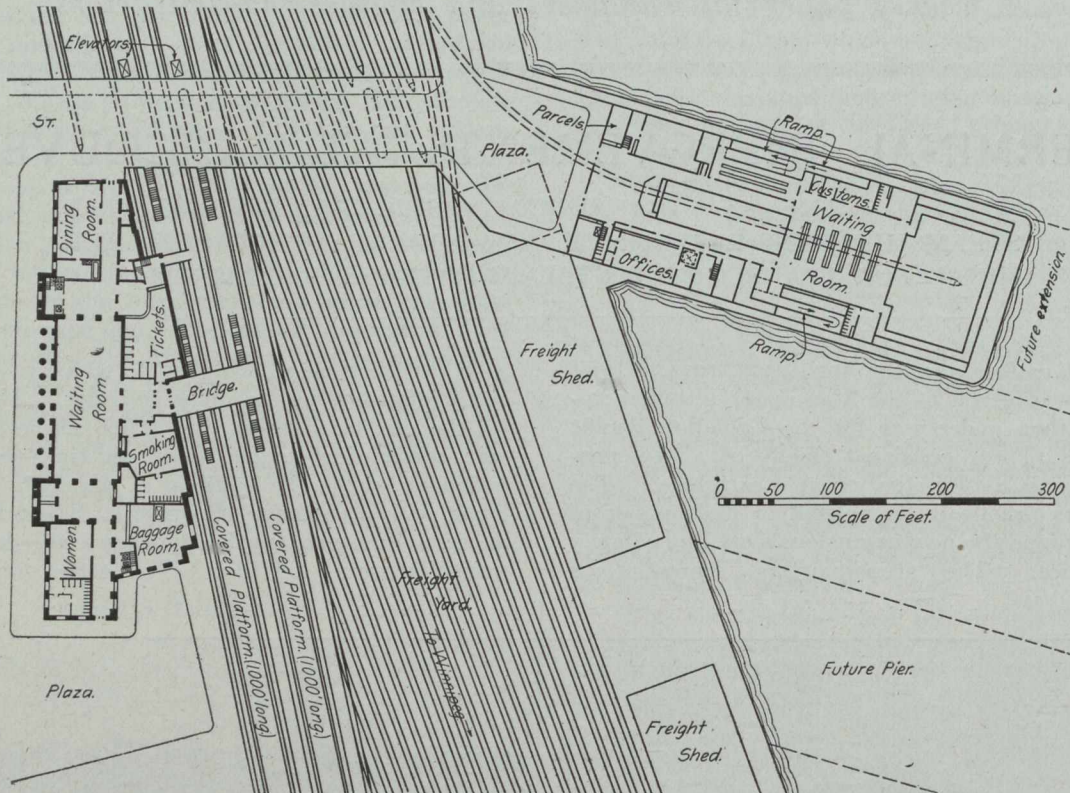 Elevators
ST.
Parcels.
Ramp
Plaza.
Customs.
Waiting
Room.
Offices.
Ramp.
Future extension.
Dining
Room.
Tickets.
Waiting
Room
Bridge.
Smoking
Room.
Women
Baggage
Room.
Freight
Shed.
0 50 100 200 300
Scale of Feet.
Covered Platform.(1000' long.)
Covered Platform.(1000' long.)
Freight
Yard.
To Winnipeg
Plaza.
Freight
Shed.
Future Pier.